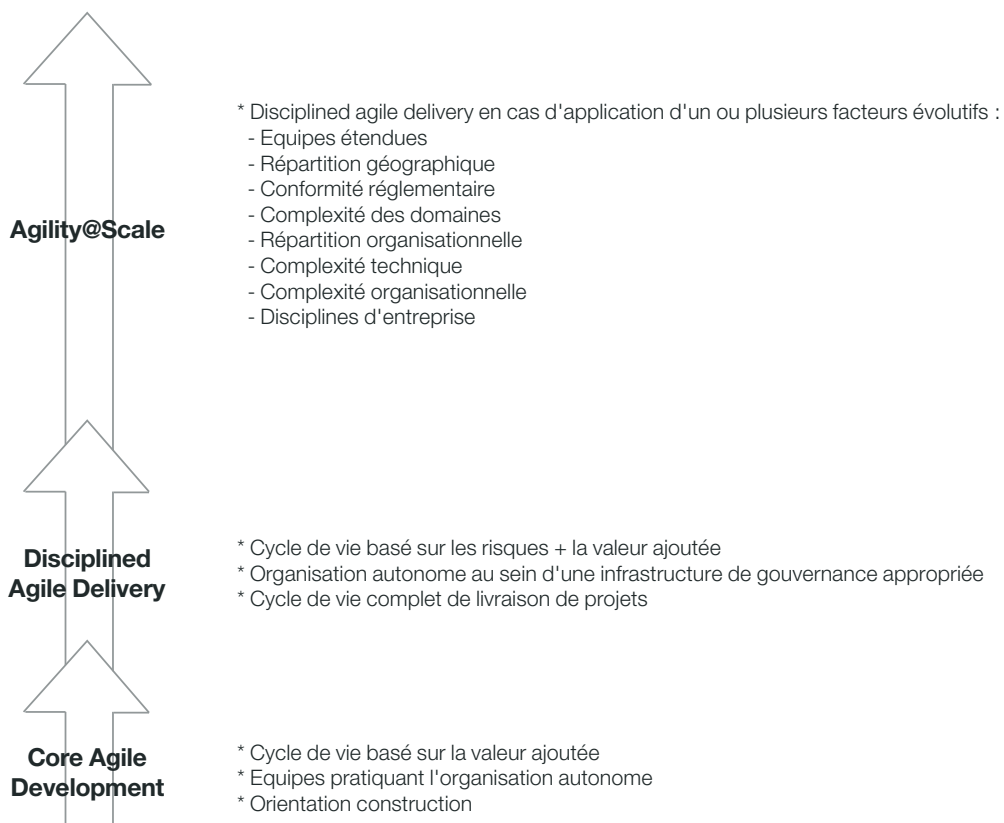 * Disciplined agile delivery en cas d'application d'un ou plusieurs facteurs évolutifs :
- Equipes étendues
- Répartition géographique
- Conformité réglementaire
- Complexité des domaines
- Répartition organisationnelle
- Complexité technique
- Complexité organisationnelle
- Disciplines d'entreprise
Agility@Scale
Disciplined
Agile Delivery
* Cycle de vie basé sur les risques + la valeur ajoutée
* Organisation autonome au sein d'une infrastructure de gouvernance appropriée
* Cycle de vie complet de livraison de projets
Core Agile
Development
* Cycle de vie basé sur la valeur ajoutée
* Equipes pratiquant l'organisation autonome
* Orientation construction